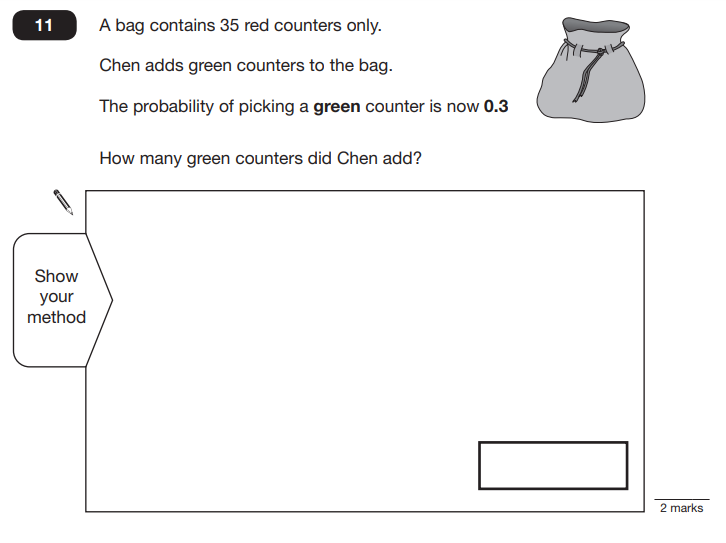 11
A bag contains 35 red counters only.
Chen adds green counters to the bag.
The probability of picking a green counter is now 0.3
How many green counters did Chen add?
Show
your
method
2 marks